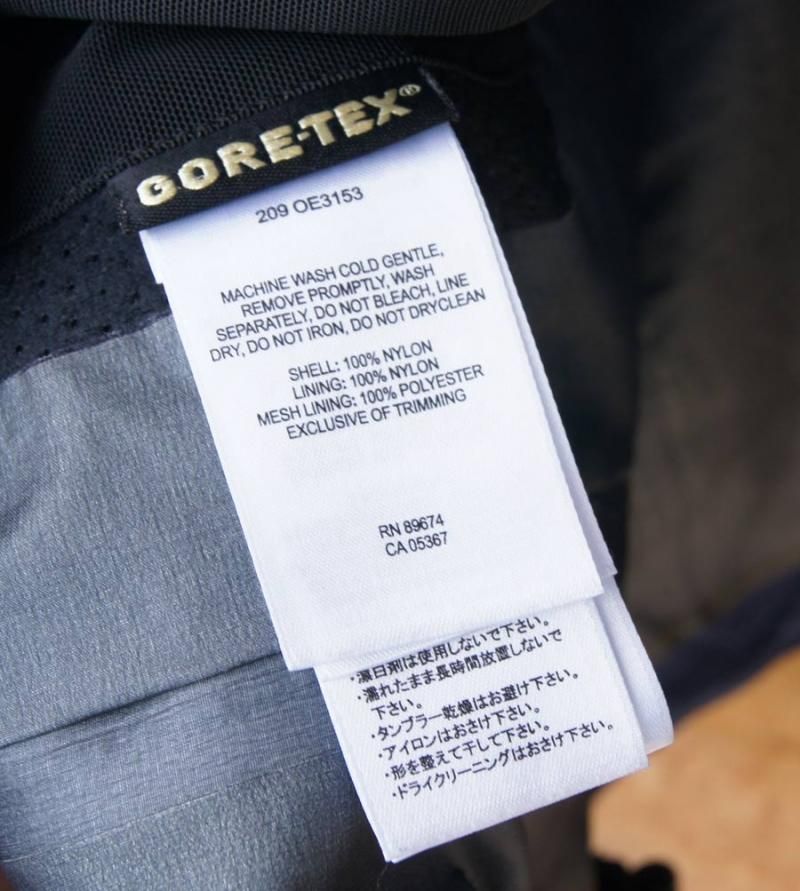 GORE-TEX®
209 OE3153
MACHINE WASH COLD GENTLE,
REMOVE PROMPTLY, WASH
SEPARATELY, DO NOT BLEACH, LINE
DRY, DO NOT IRON, DO NOT DRYCLEAN
SHELL: 100% NYLON
LINING: 100% NYLON
MESH LINING: 100% POLYESTER
EXCLUSIVE OF TRIMMING
RN 89674
CA 05367
・漂白剤は使用しないで下さい。
・濡れたまま長時間放置しないで
下さい。
・タンブラー乾燥はお避け下さい。
・アイロンはおさけ下さい。
・形を整えて干して下さい。
・ドライクリーニングはおさけ下さい。